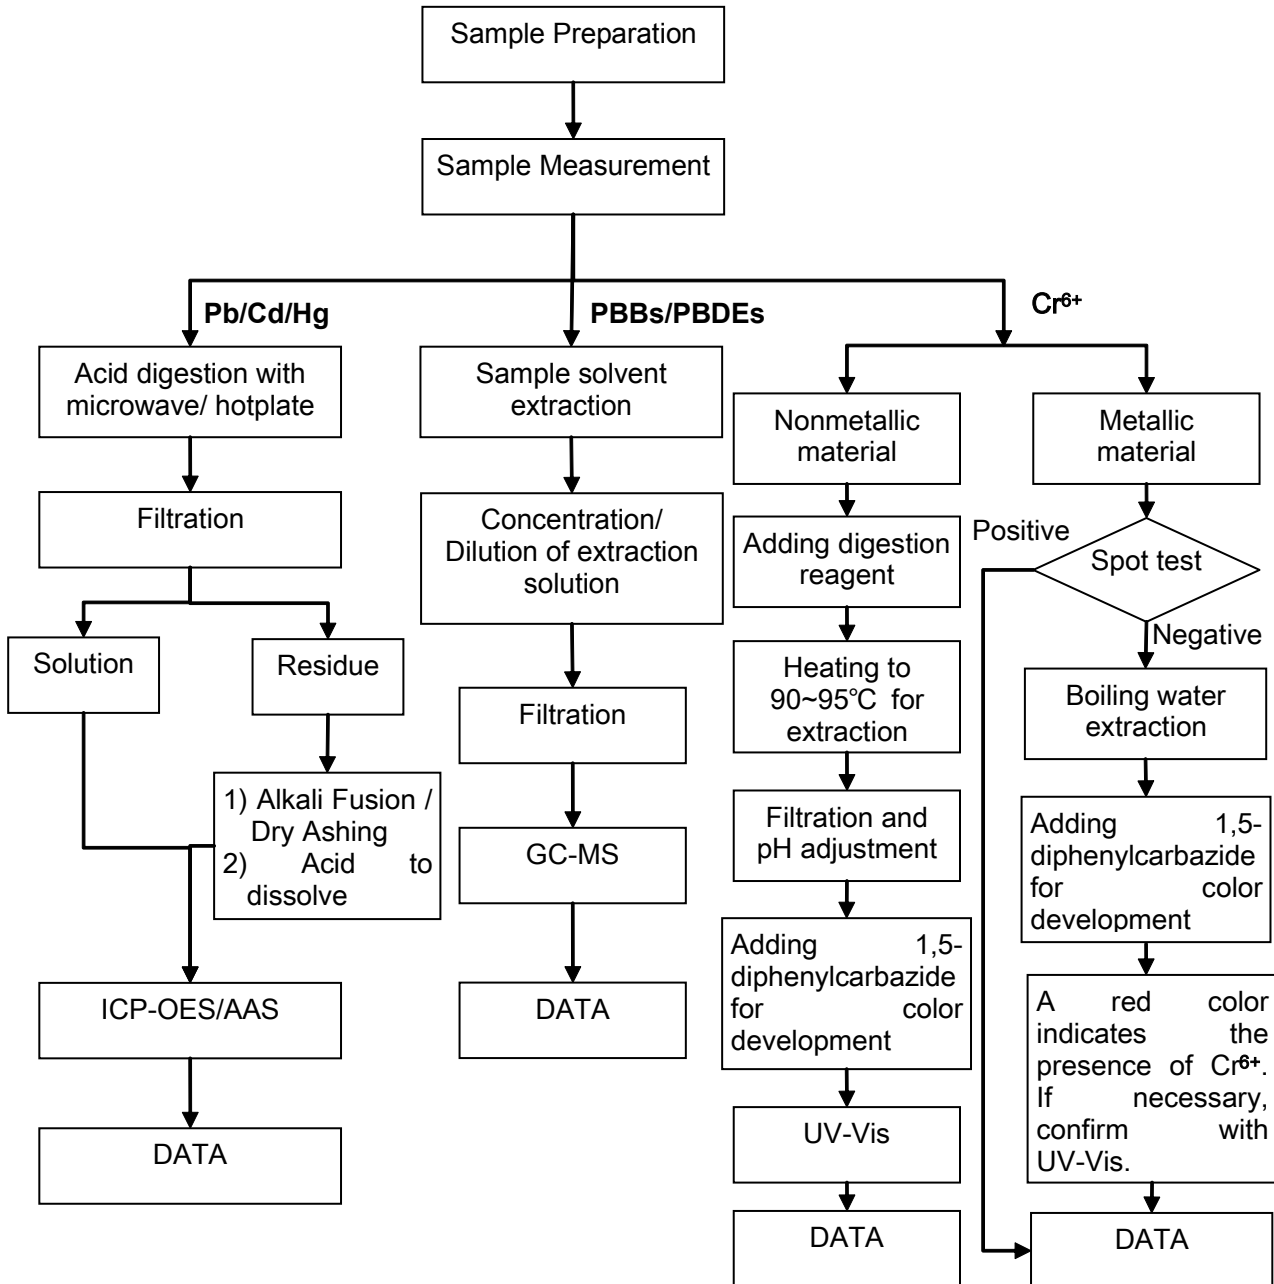 Sample Preparation
Sample Measurement
Pb/Cd/Hg
PBBs/PBDEs
Cr⁶⁺
Acid digestion with
microwave/ hotplate
Filtration
Solution
Residue
1) Alkali Fusion /
Dry Ashing
2) Acid to
dissolve
ICP-OES/AAS
DATA
Sample solvent
extraction
Concentration/
Dilution of extraction
solution
Filtration
GC-MS
DATA
Nonmetallic
material
Adding digestion
reagent
Heating to
90~95℃ for
extraction
Filtration and
pH adjustment
Adding 1,5-
diphenylcarbazide
for color
development
UV-Vis
DATA
Metallic
material
Spot test
Positive
Negative
Boiling water
extraction
Adding 1,5-
diphenylcarbazide
for color
development
A red color
indicates the
presence of Cr⁶⁺.
If necessary,
confirm with
UV-Vis.
DATA